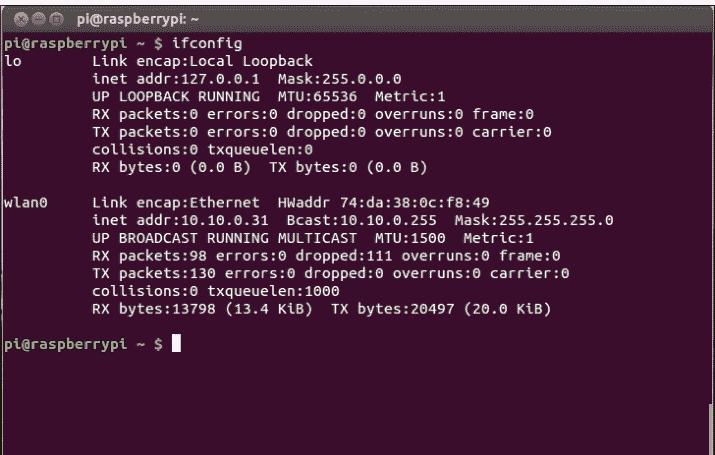 pi@raspberrypi: ~
pi@raspberrypi ~ $ ifconfig
lo        Link encap:Local Loopback
          inet addr:127.0.0.1  Mask:255.0.0.0
          UP LOOPBACK RUNNING  MTU:65536  Metric:1
          RX packets:0 errors:0 dropped:0 overruns:0 frame:0
          TX packets:0 errors:0 dropped:0 overruns:0 carrier:0
          collisions:0 txqueuelen:0
          RX bytes:0 (0.0 B)  TX bytes:0 (0.0 B)
wlan0     Link encap:Ethernet  HWaddr 74:da:38:0c:f8:49
          inet addr:10.10.0.31  Bcast:10.10.0.255  Mask:255.255.255.0
          UP BROADCAST RUNNING MULTICAST  MTU:1500  Metric:1
          RX packets:98 errors:0 dropped:111 overruns:0 frame:0
          TX packets:130 errors:0 dropped:0 overruns:0 carrier:0
          collisions:0 txqueuelen:1000
          RX bytes:13798 (13.4 KiB)  TX bytes:20497 (20.0 KiB)
pi@raspberrypi ~ $